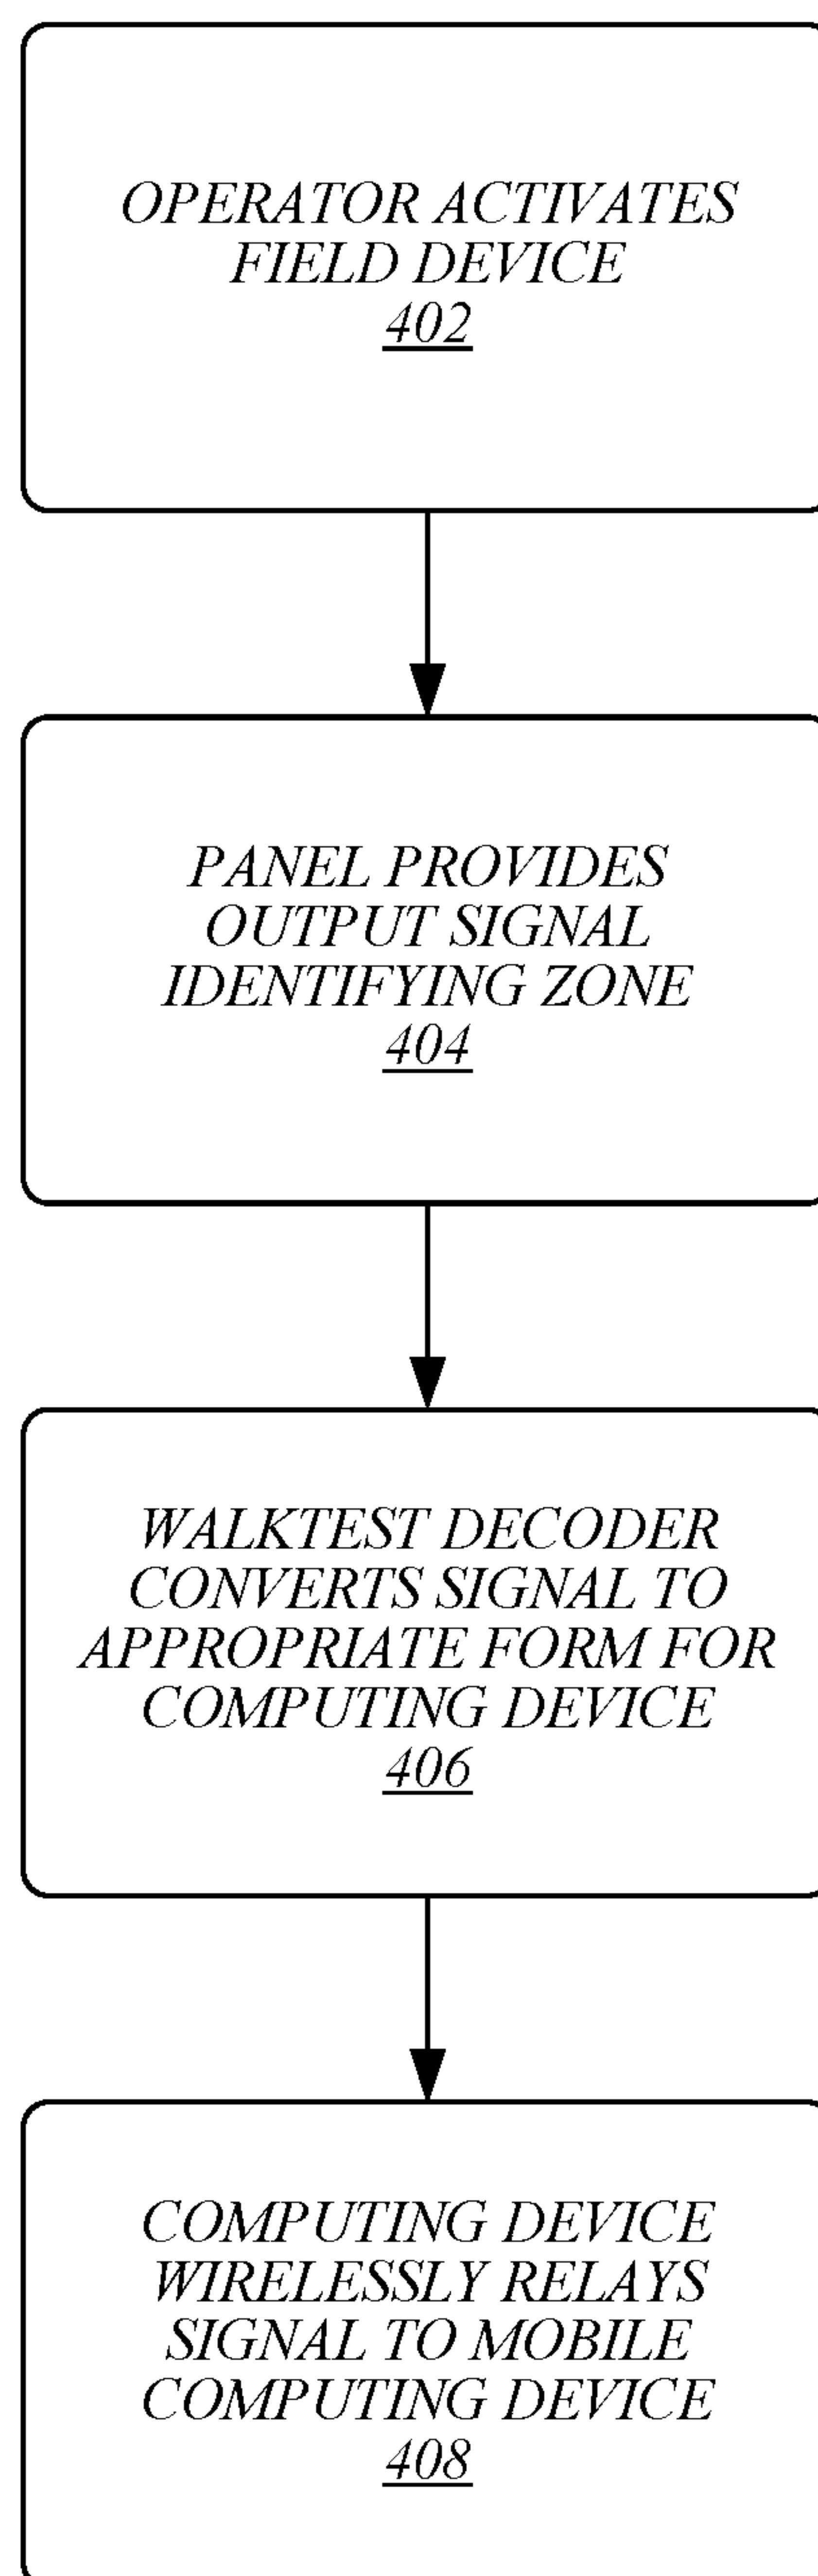 OPERATOR ACTIVATES
FIELD DEVICE
402
PANEL PROVIDES
OUTPUT SIGNAL
IDENTIFYING ZONE
404
WALKTEST DECODER
CONVERTS SIGNAL TO
APPROPRIATE FORM FOR
COMPUTING DEVICE
406
COMPUTING DEVICE
WIRELESSLY RELAYS
SIGNAL TO MOBILE
COMPUTING DEVICE
408